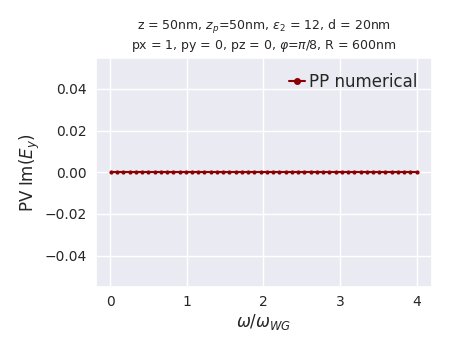 z = 50nm, z_p=50nm, ε_2 = 12, d = 20nm
px = 1, py = 0, pz = 0, φ=π/8, R = 600nm
PP numerical
0.04
0.02
0.00
−0.02
−0.04
PV Im(E_y)
0 1 2 3 4
ω/ω_WG